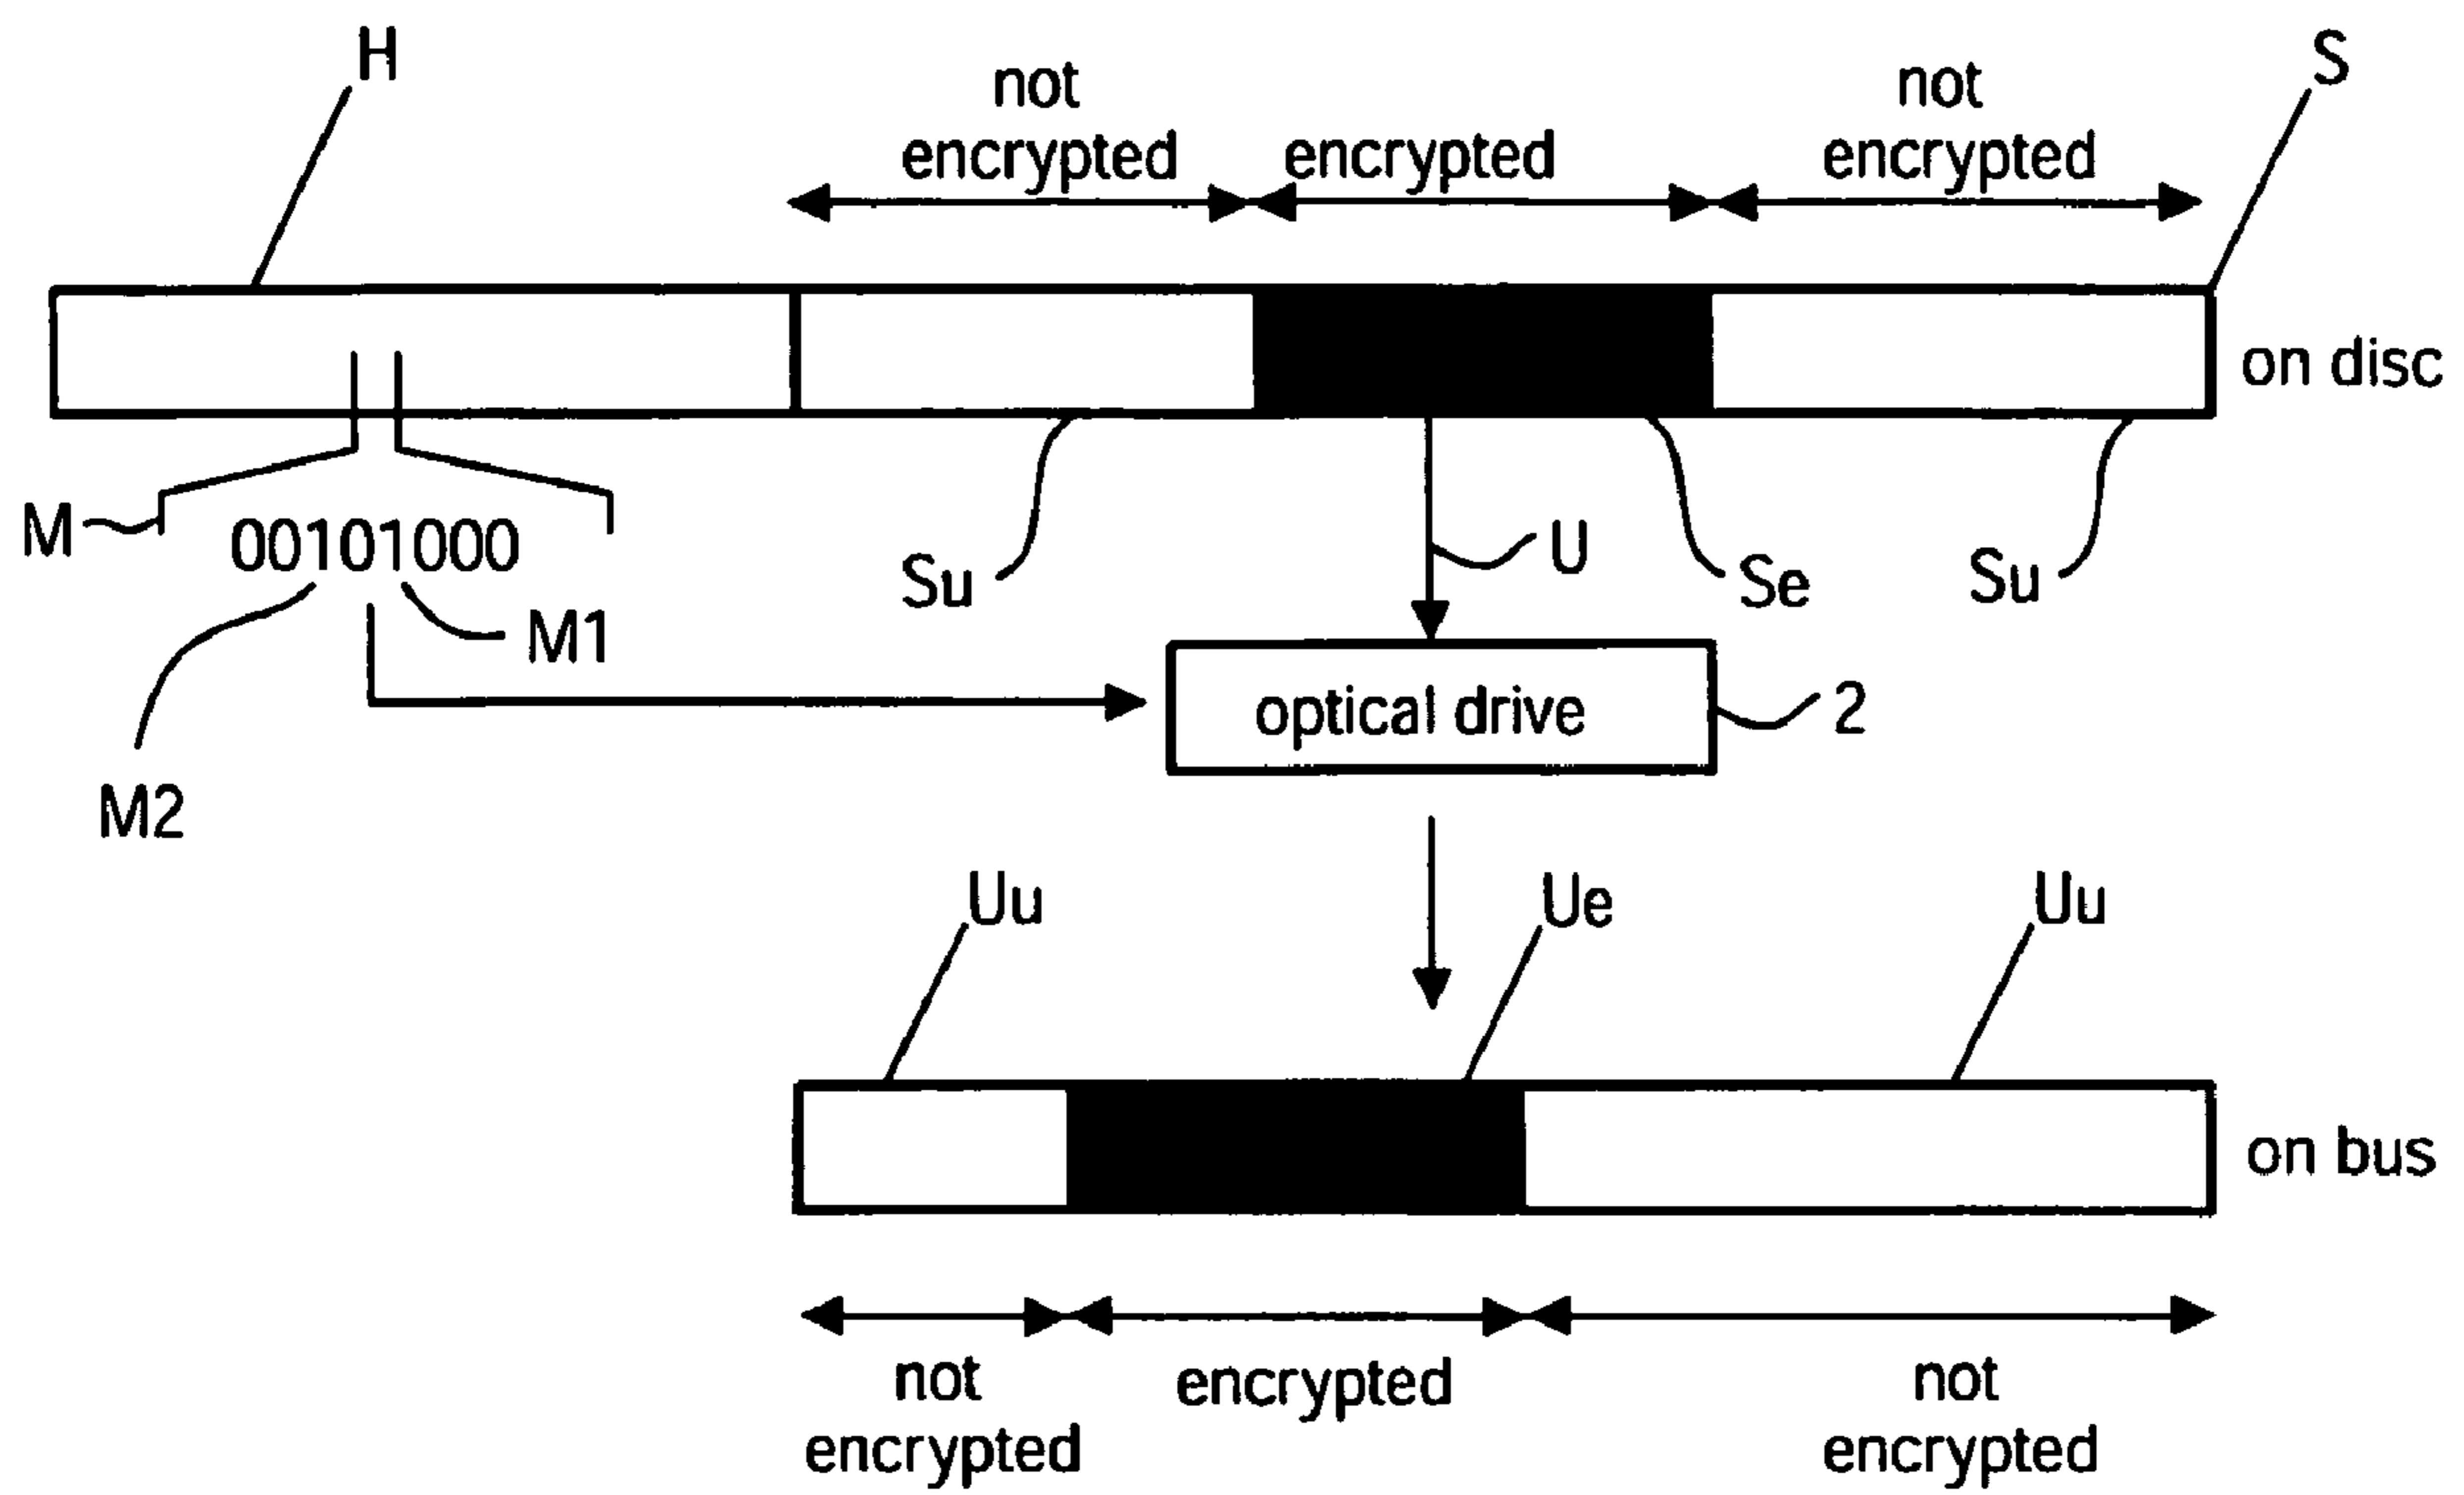 H
S
not
not
encrypted
encrypted
encrypted
on disc
M
00101000
U
Su
Se
Su
M1
optical drive
2
M2
Uu
Ue
Uu
on bus
not
encrypted
not
encrypted
encrypted